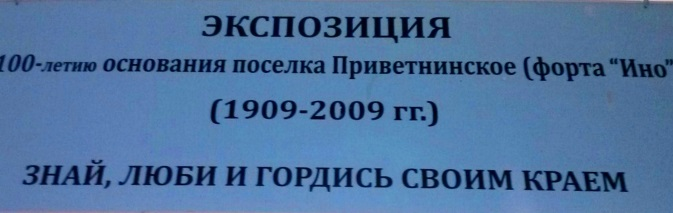 ЭКСПОЗИЦИЯ
100-летию основания поселка Приветнинское (форта “Ино”
(1909-2009 гг.)
ЗНАЙ, ЛЮБИ И ГОРДИСЬ СВОИМ КРАЕМ